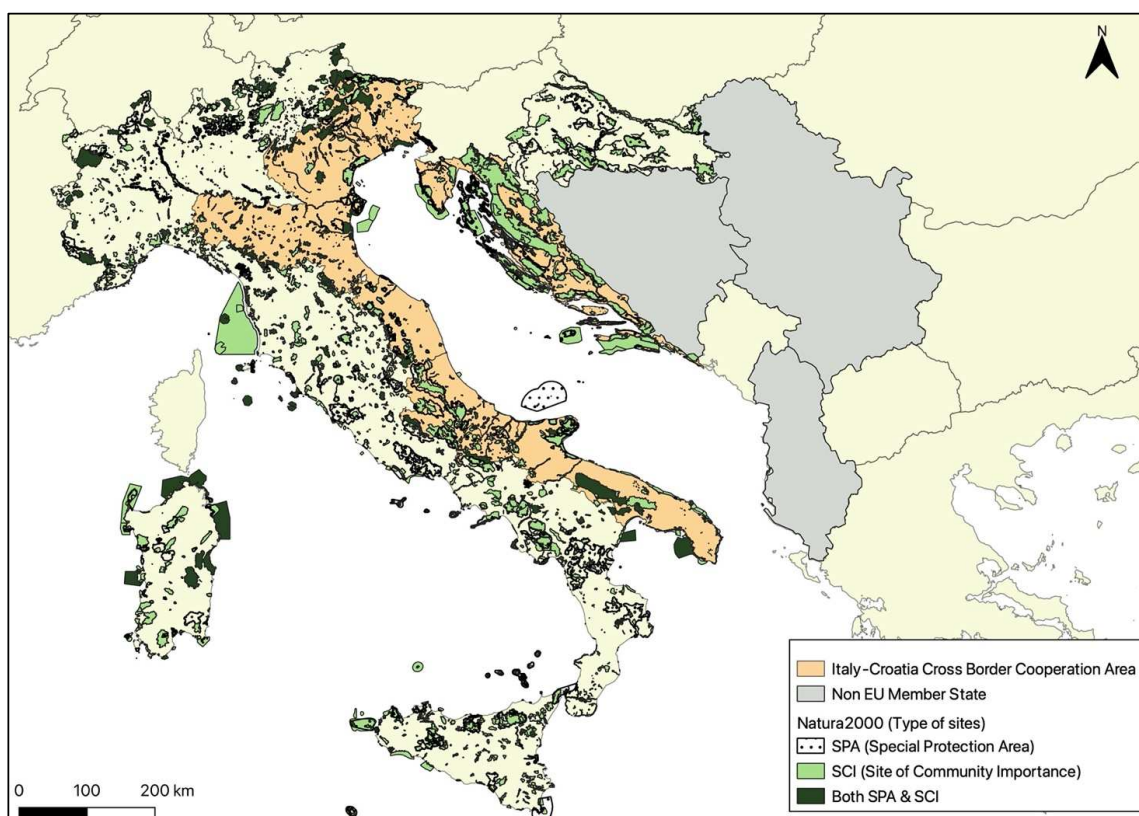 N
Italy-Croatia Cross Border Cooperation Area
Non EU Member State
Natura2000 (Type of sites)
SPA (Special Protection Area)
SCI (Site of Community Importance)
Both SPA & SCI
0 100 200 km